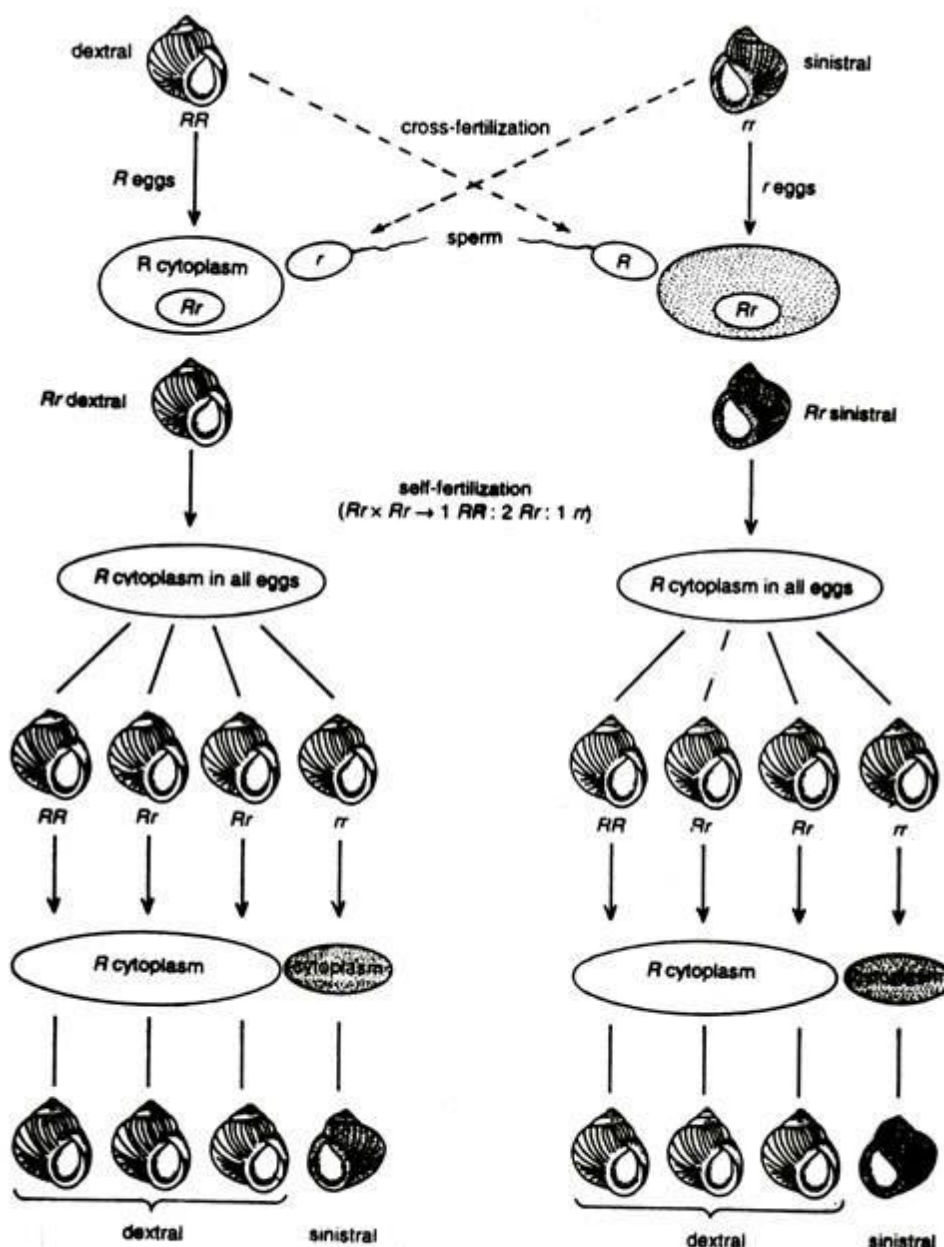 dextral
sinistral
RR
rr
cross-fertilization
R eggs
r eggs
sperm
R cytoplasm
r
R
Rr
Rr
Rr dextral
Rr sinistral
self-fertilization
(Rr × Rr → 1 RR : 2 Rr : 1 rr)
R cytoplasm in all eggs
R cytoplasm in all eggs
RR
Rr
Rr
rr
RR
Rr
Rr
rr
R cytoplasm
cytoplasm
R cytoplasm
dextral
sinistral
dextral
sinistral